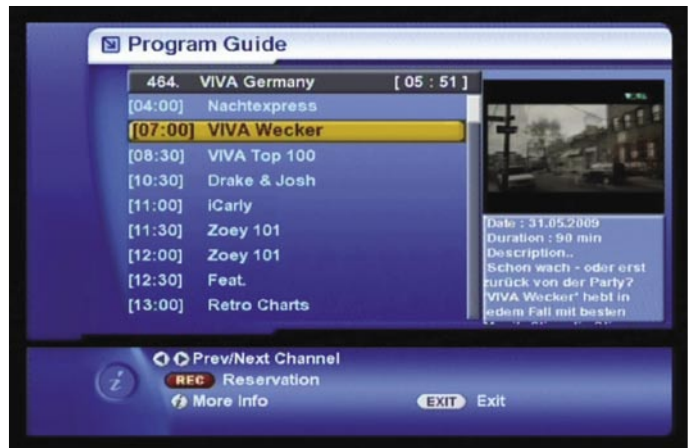 Program Guide
464. VIVA Germany [ 05 : 51 ]
[04:00] Nachtexpress
[07:00] VIVA Wecker
[08:30] VIVA Top 100
[10:30] Drake & Josh
[11:00] iCarly
[11:30] Zoey 101
[12:00] Zoey 101
[12:30] Feat.
[13:00] Retro Charts
Date : 31.05.2009
Duration : 90 min
Description..
Schon wach - oder erst
zurück von der Party?
'VIVA Wecker' hebt in
edem Fall mit besten
Prev/Next Channel
REC Reservation
i More Info
EXIT Exit